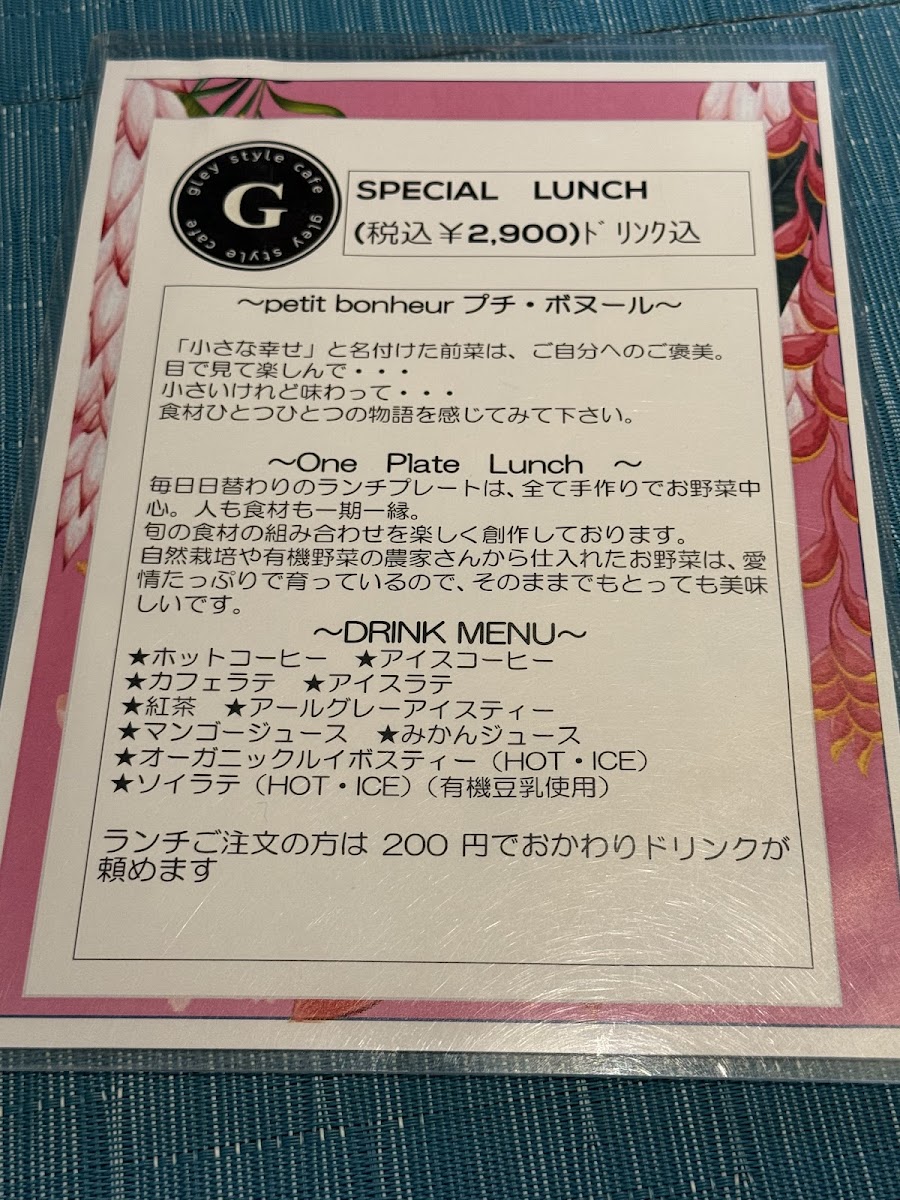 gley style cafe gley style cafe
G
SPECIAL LUNCH
(税込￥2,900)ドリンク込
～petit bonheur プチ・ボヌール～
「小さな幸せ」と名付けた前菜は、ご自分へのご褒美。
目で見て楽しんで・・・
小さいけれど味わって・・・
食材ひとつひとつの物語を感じてみて下さい。
～One Plate Lunch ～
毎日日替わりのランチプレートは、全て手作りでお野菜中
心。人も食材も一期一縁。
旬の食材の組み合わせを楽しく創作しております。
自然栽培や有機野菜の農家さんから仕入れたお野菜は、愛
情たっぷりで育っているので、そのままでもとっても美味
しいです。
～DRINK MENU～
★ホットコーヒー ★アイスコーヒー
★カフェラテ ★アイスラテ
★紅茶 ★アールグレーアイスティー
★マンゴージュース ★みかんジュース
★オーガニックルイボスティー（HOT・ICE）
★ソイラテ（HOT・ICE）（有機豆乳使用）
ランチご注文の方は 200 円でおかわりドリンクが
頼めます